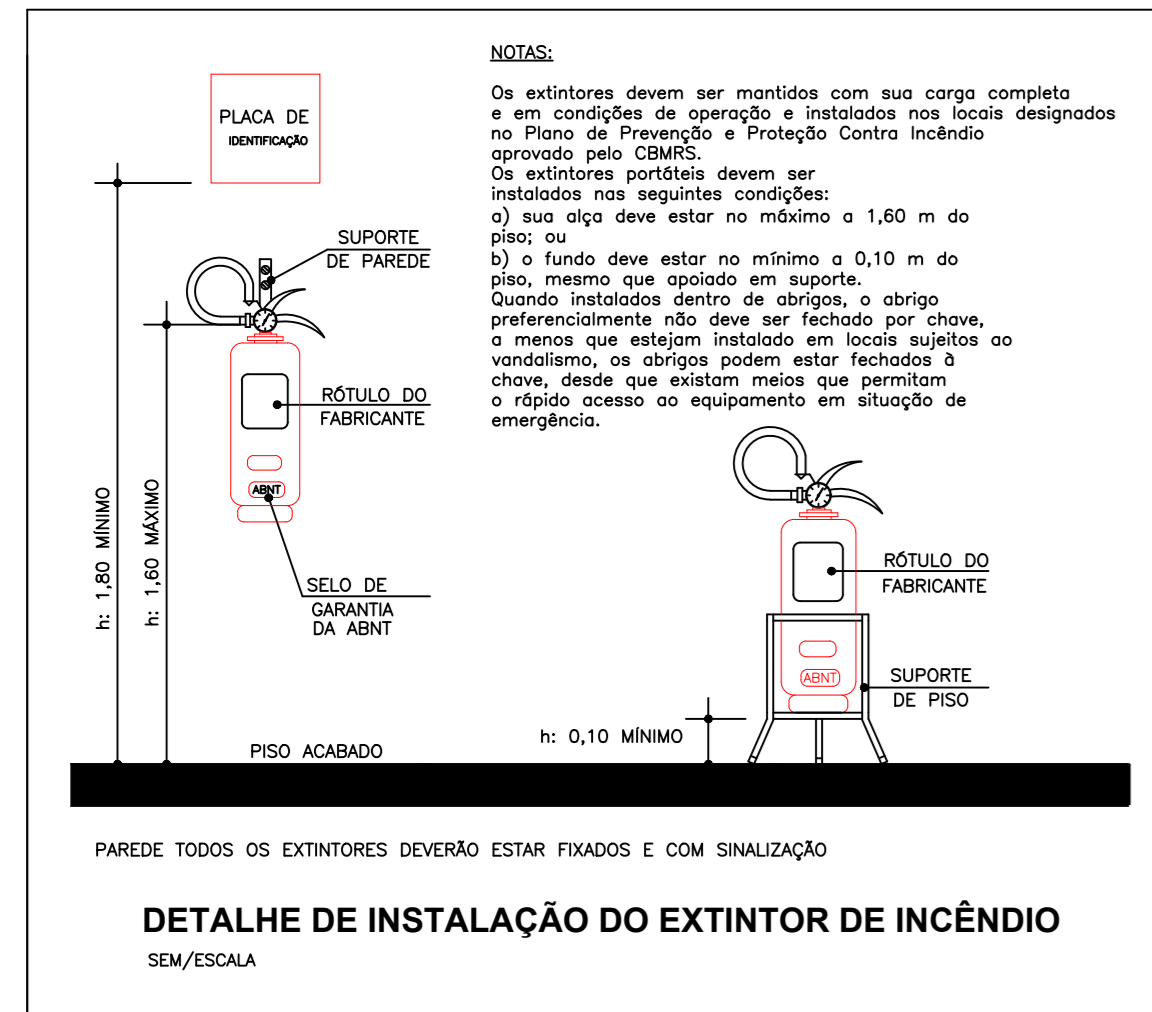 NOTAS:
Os extintores devem ser mantidos com sua carga completa
e em condições de operação e instalados nos locais designados
no Plano de Prevenção e Proteção Contra Incêndio
aprovado pelo CBMRS.
Os extintores portáteis devem ser
instalados nas seguintes condições:
a) sua alça deve estar no máximo a 1,60 m do
piso; ou
b) o fundo deve estar no mínimo a 0,10 m do
piso, mesmo que apoiado em suporte.
Quando instalados dentro de abrigos, o abrigo
preferencialmente não deve ser fechado por chave,
a menos que estejam instalado em locais sujeitos ao
vandalismo, os abrigos podem estar fechados à
chave, desde que existam meios que permitam
o rápido acesso ao equipamento em situação de
emergência.
PLACA DE
IDENTIFICAÇÃO
SUPORTE
DE PAREDE
RÓTULO DO
FABRICANTE
ABNT
SELO DE
GARANTIA
DA ABNT
h: 1,80 MÍNIMO
h: 1,60 MÁXIMO
PISO ACABADO
RÓTULO DO
FABRICANTE
ABNT
SUPORTE
DE PISO
h: 0,10 MÍNIMO
PAREDE TODOS OS EXTINTORES DEVERÃO ESTAR FIXADOS E COM SINALIZAÇÃO
DETALHE DE INSTALAÇÃO DO EXTINTOR DE INCÊNDIO
SEM/ESCALA